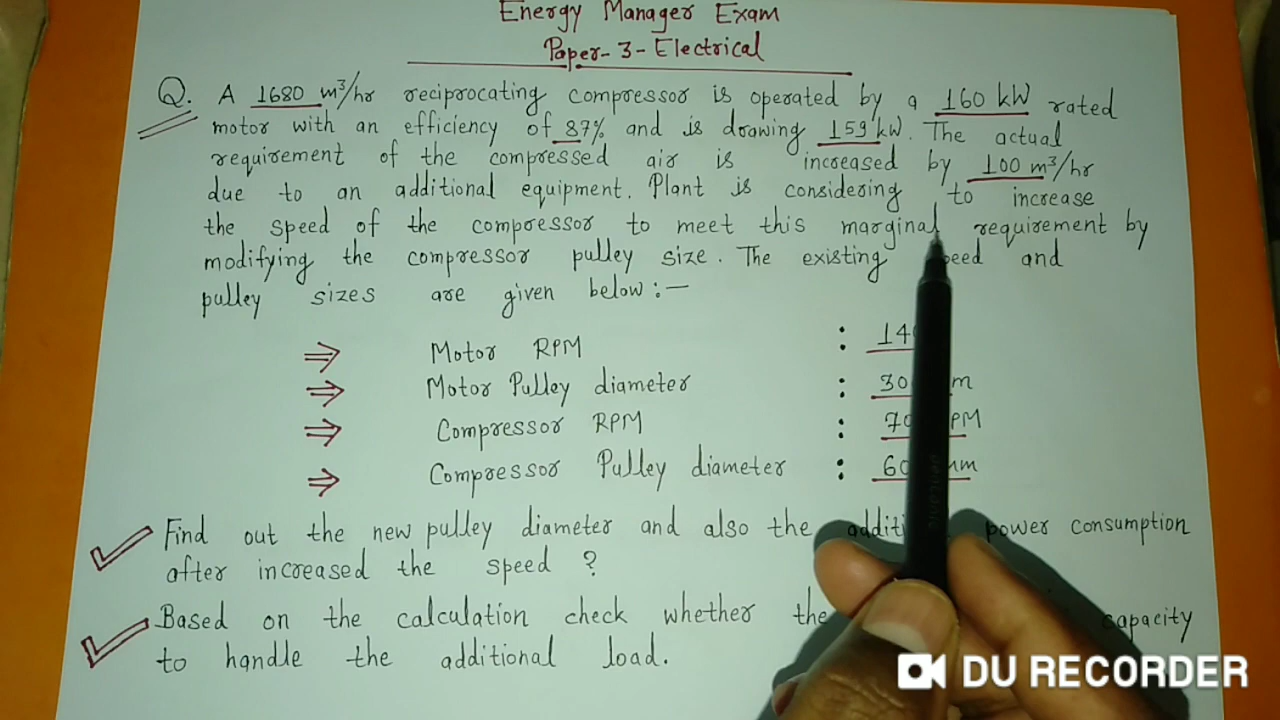 Energy Manager Exam
Paper-3-Electrical
Q. A 1680 m³/hr reciprocating compressor is operated by a 160 kW rated
motor with an efficiency of 87% and is drawing 159 kW. The actual
requirement of the compressed air is increased by 100 m³/hr
due to an additional equipment. Plant is considering to increase
the speed of the compressor to meet this marginal requirement by
modifying the compressor pulley size. The existing and
pulley sizes are given below:—
⇒ Motor RPM :
⇒ Motor Pulley diameter :
⇒ Compressor RPM :
⇒ Compressor Pulley diameter :
Find out the new pulley diameter and also the power consumption
after increased the speed ?
Based on the calculation check whether capacity
to handle the additional load.
DU RECORDER